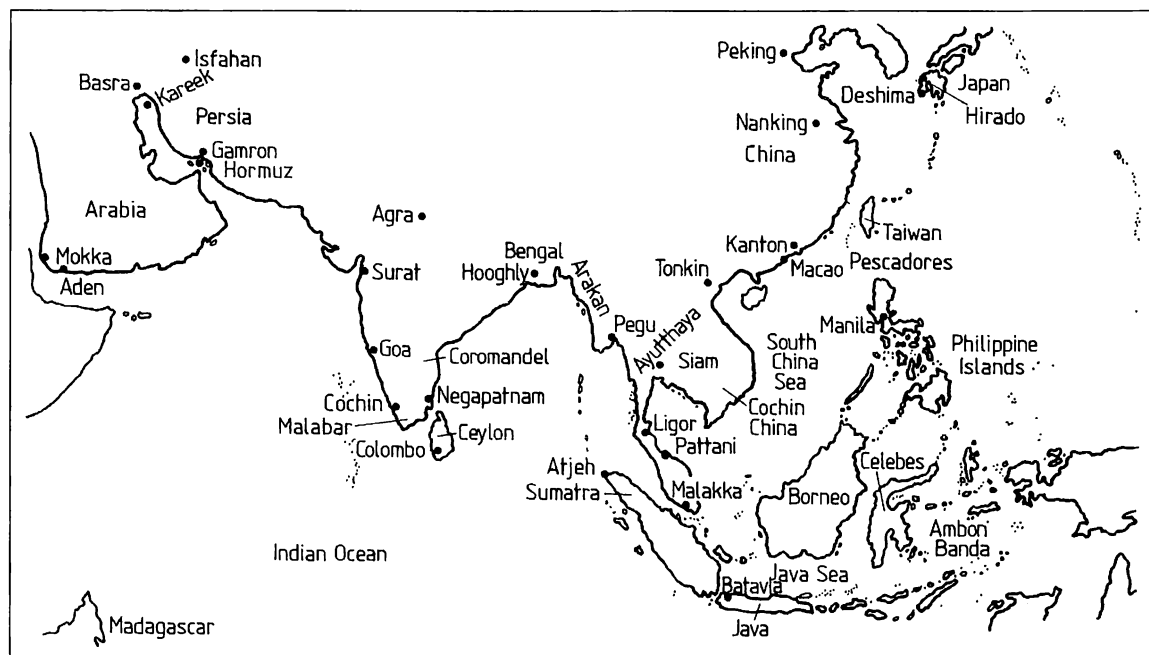 Isfahan
Basra
Kareek
Persia
Gamron
Hormuz
Arabia
Mokka
Aden
Agra
Surat
Bengal
Hooghly
Arakan
Goa
Coromandel
Cochin
Negapatnam
Malabar
Ceylon
Colombo
Indian Ocean
Madagascar
Peking
Deshima
Japan
Hirado
Nanking
China
Kanton
Macao
Taiwan
Pescadores
Tonkin
Pegu
Ayutthaya
Siam
South
China
Sea
Manila
Philippine
Islands
Cochin
China
Ligor
Pattani
Atjeh
Sumatra
Malakka
Borneo
Celebes
Ambon
Banda
Java Sea
Batavia
Java